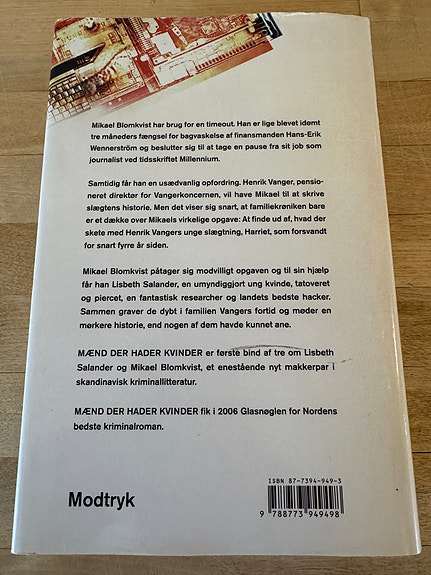 Mikael Blomkvist har brug for en timeout. Han er lige blevet idømt
tre måneders fængsel for bagvaskelse af finansmanden Hans-Erik
Wennerström og beslutter sig til at tage en pause fra sit job som
journalist ved tidsskriftet Millennium.
Samtidig får han en usædvanlig opfordring. Henrik Vanger, pensio-
neret direktør for Vangerkoncernen, vil have Mikael til at skrive
slægtens historie. Men det viser sig snart, at familiekrøniken bare
er et dække over Mikaels virkelige opgave: At finde ud af, hvad der
skete med Henrik Vangers unge slægtning, Harriet, som forsvandt
for snart fyrre år siden.
Mikael Blomkvist påtager sig modvilligt opgaven og til sin hjælp
får han Lisbeth Salander, en umyndiggjort ung kvinde, tatoveret
og piercet, en fantastisk researcher og landets bedste hacker.
Sammen graver de dybt i familien Vangers fortid og møder en
mørkere historie, end nogen af dem havde kunnet ane.
MÆND DER HADER KVINDER er første bind af tre om Lisbeth
Salander og Mikael Blomkvist, et enestående nyt makkerpar i
skandinavisk kriminallitteratur.
MÆND DER HADER KVINDER fik i 2006 Glasnøglen for Nordens
bedste kriminalroman.
Modtryk
ISBN 87-7394-949-3
9 788773 949498